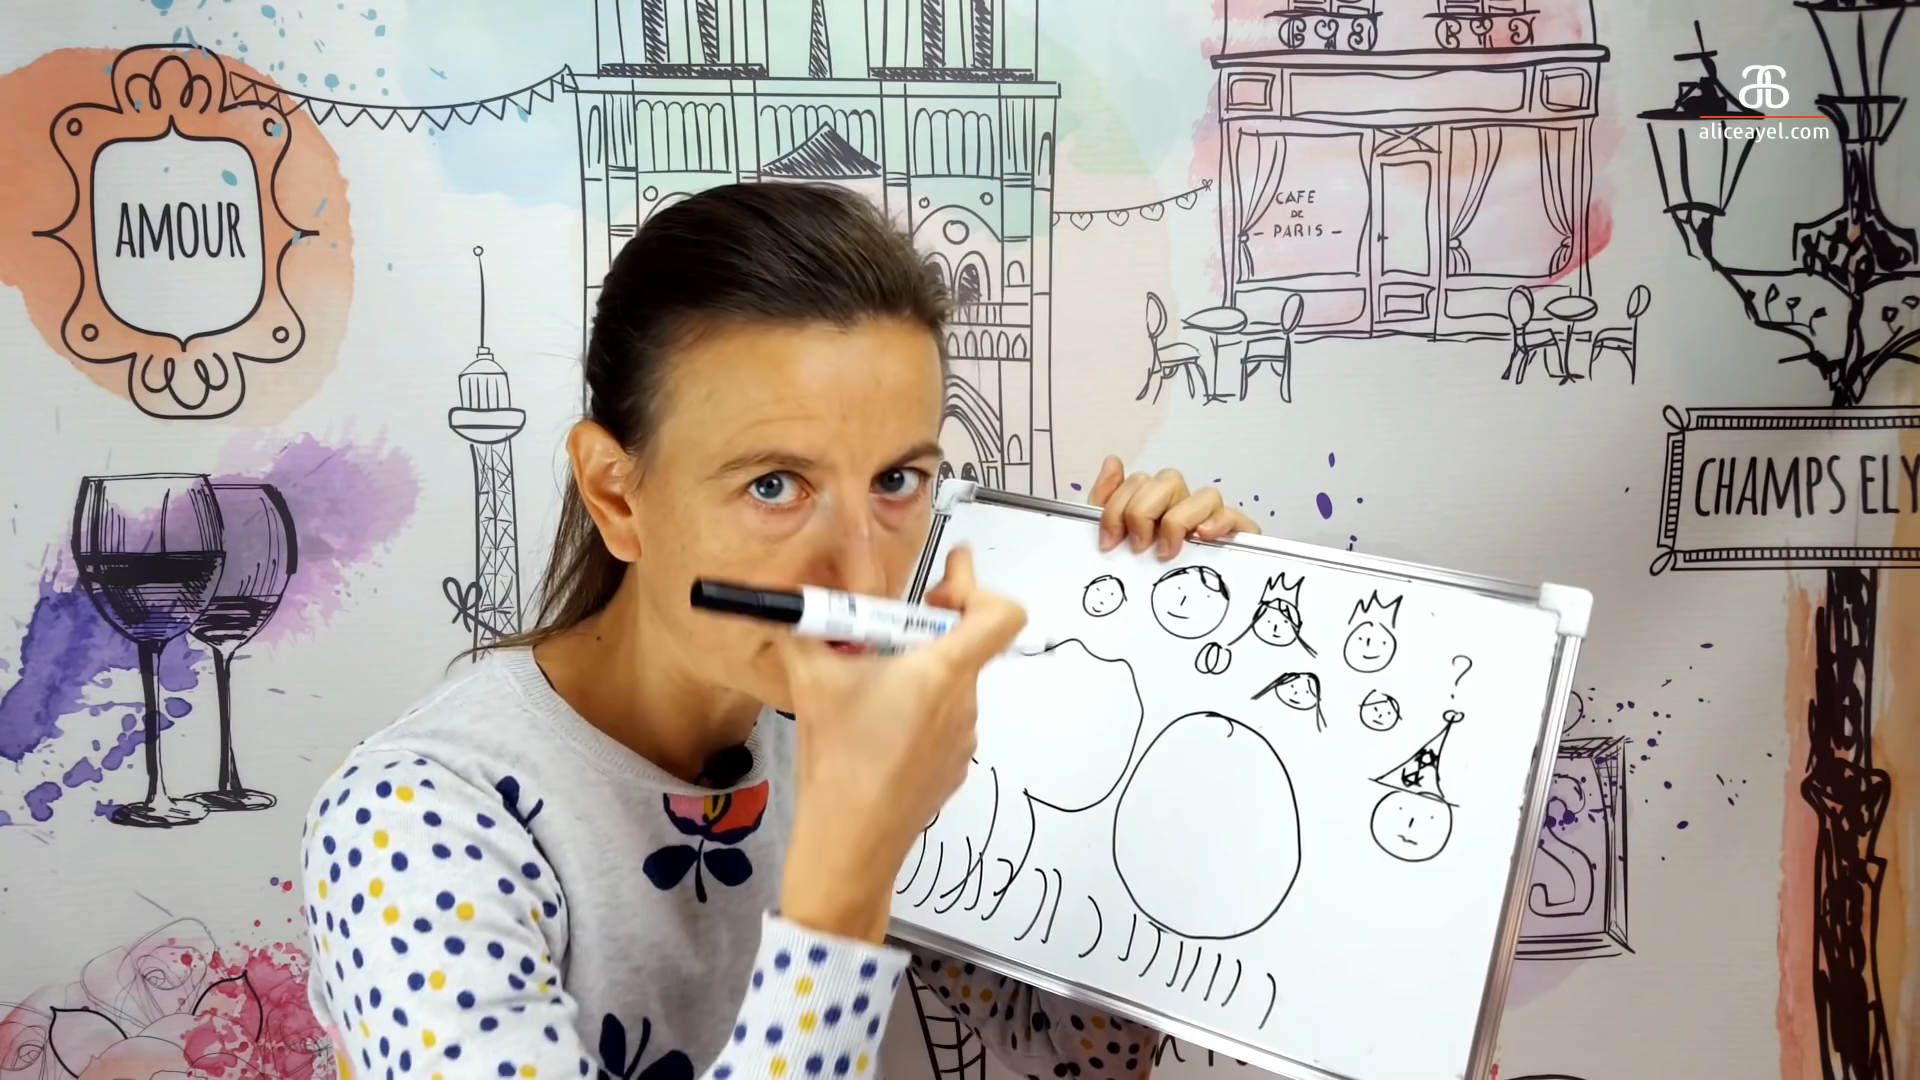 aliceayel.com
AMOUR
CAFE
DE
- PARIS -
CHAMPS ELY
?
S